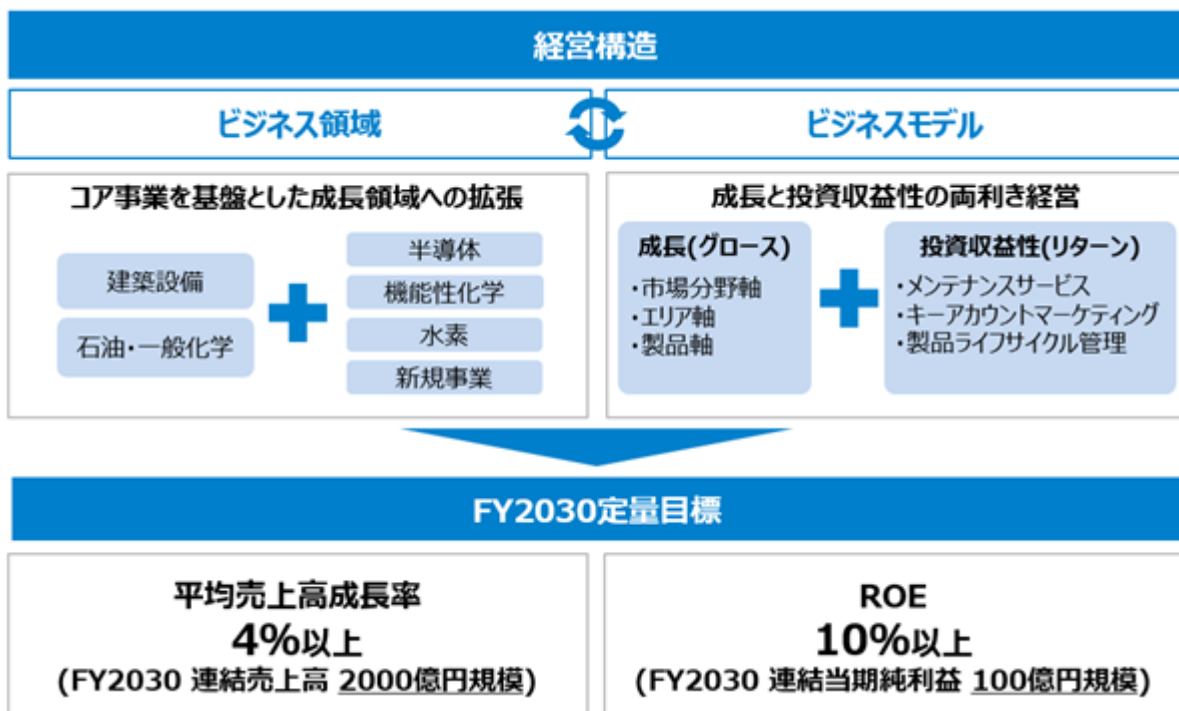 経営構造
ビジネス領域
ビジネスモデル
コア事業を基盤とした成長領域への拡張
建築設備
石油・一般化学
半導体
機能性化学
水素
新規事業
成長と投資収益性の両利き経営
成長(グロース)
・市場分野軸
・エリア軸
・製品軸
投資収益性(リターン)
・メンテナンスサービス
・キーアカウントマーケティング
・製品ライフサイクル管理
FY2030定量目標
平均売上高成長率
4%以上
(FY2030 連結売上高 2000億円規模)
ROE
10%以上
(FY2030 連結当期純利益 100億円規模)